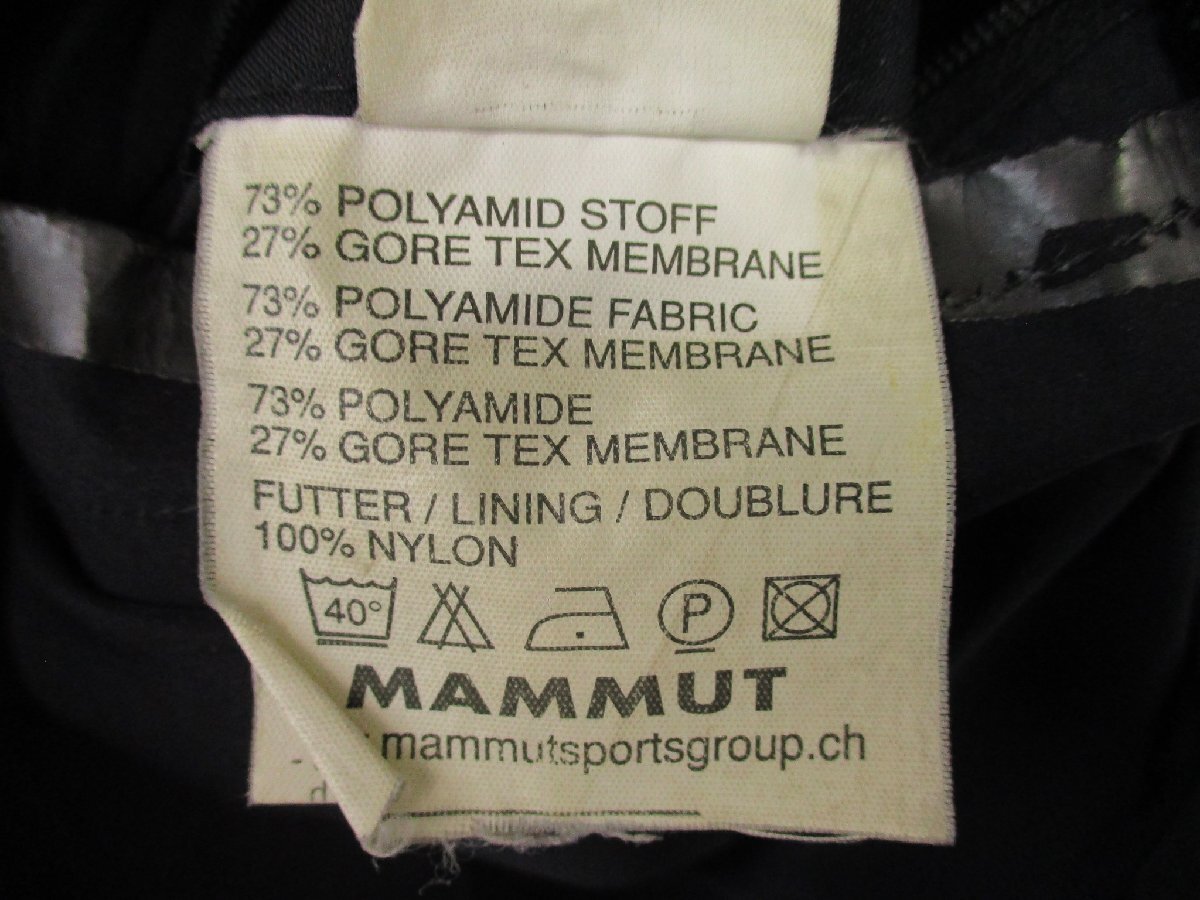 73% POLYAMID STOFF
27% GORE TEX MEMBRANE
73% POLYAMIDE FABRIC
27% GORE TEX MEMBRANE
73% POLYAMIDE
27% GORE TEX MEMBRANE
FUTTER / LINING / DOUBLURE
100% NYLON
40°
P
MAMMUT
mammutsportsgroup.ch